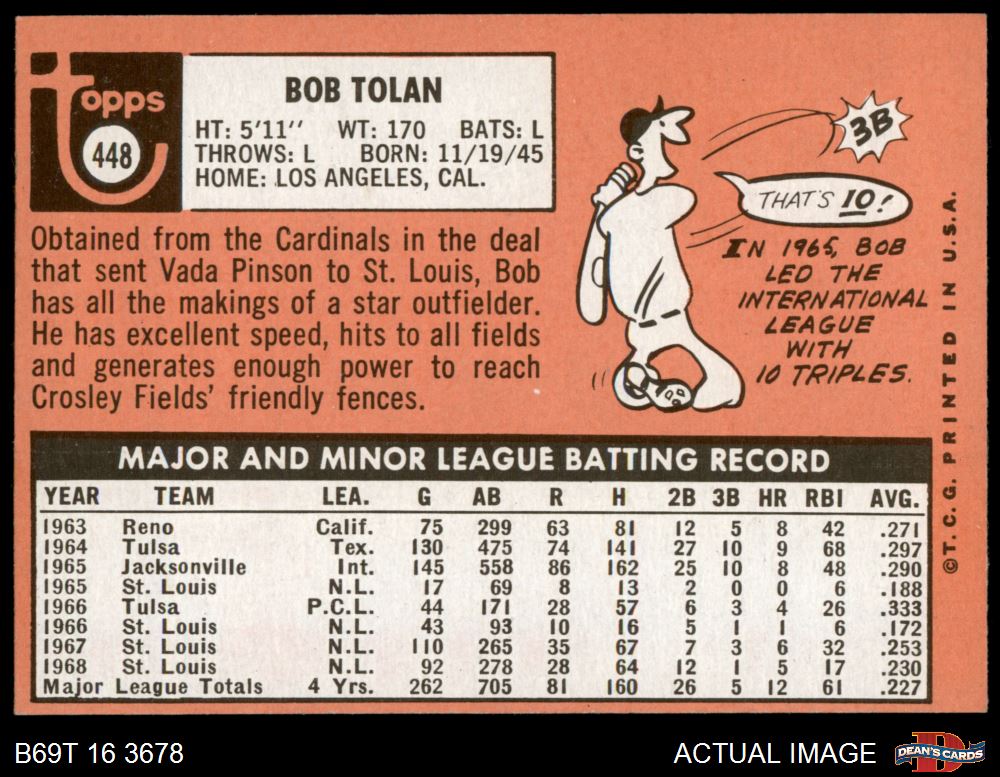 topps
448
BOB TOLAN
HT: 5'11'' WT: 170 BATS: L
THROWS: L BORN: 11/19/45
HOME: LOS ANGELES, CAL.
Obtained from the Cardinals in the deal
that sent Vada Pinson to St. Louis, Bob
has all the makings of a star outfielder.
He has excellent speed, hits to all fields
and generates enough power to reach
Crosley Fields' friendly fences.
3B
THAT'S 10!
IN 1965, BOB
LED THE
INTERNATIONAL
LEAGUE
WITH
10 TRIPLES.
©T.C.G. PRINTED IN U.S.A.
MAJOR AND MINOR LEAGUE BATTING RECORD
YEAR TEAM LEA. G AB R H 2B 3B HR RBI AVG.
1963 Reno Calif. 75 299 63 81 12 5 8 42 .271
1964 Tulsa Tex. 130 475 74 141 27 10 9 68 .297
1965 Jacksonville Int. 145 558 86 162 25 10 8 48 .290
1965 St. Louis N.L. 17 69 8 13 2 0 0 6 .188
1966 Tulsa P.C.L. 44 171 28 57 6 3 4 26 .333
1966 St. Louis N.L. 43 93 10 16 5 1 1 6 .172
1967 St. Louis N.L. 110 265 35 67 7 3 6 32 .253
1968 St. Louis N.L. 92 278 28 64 12 1 5 17 .230
Major League Totals 4 Yrs. 262 705 81 160 26 5 12 61 .227
B69T 16 3678
ACTUAL IMAGE
D
DEAN'S CARDS